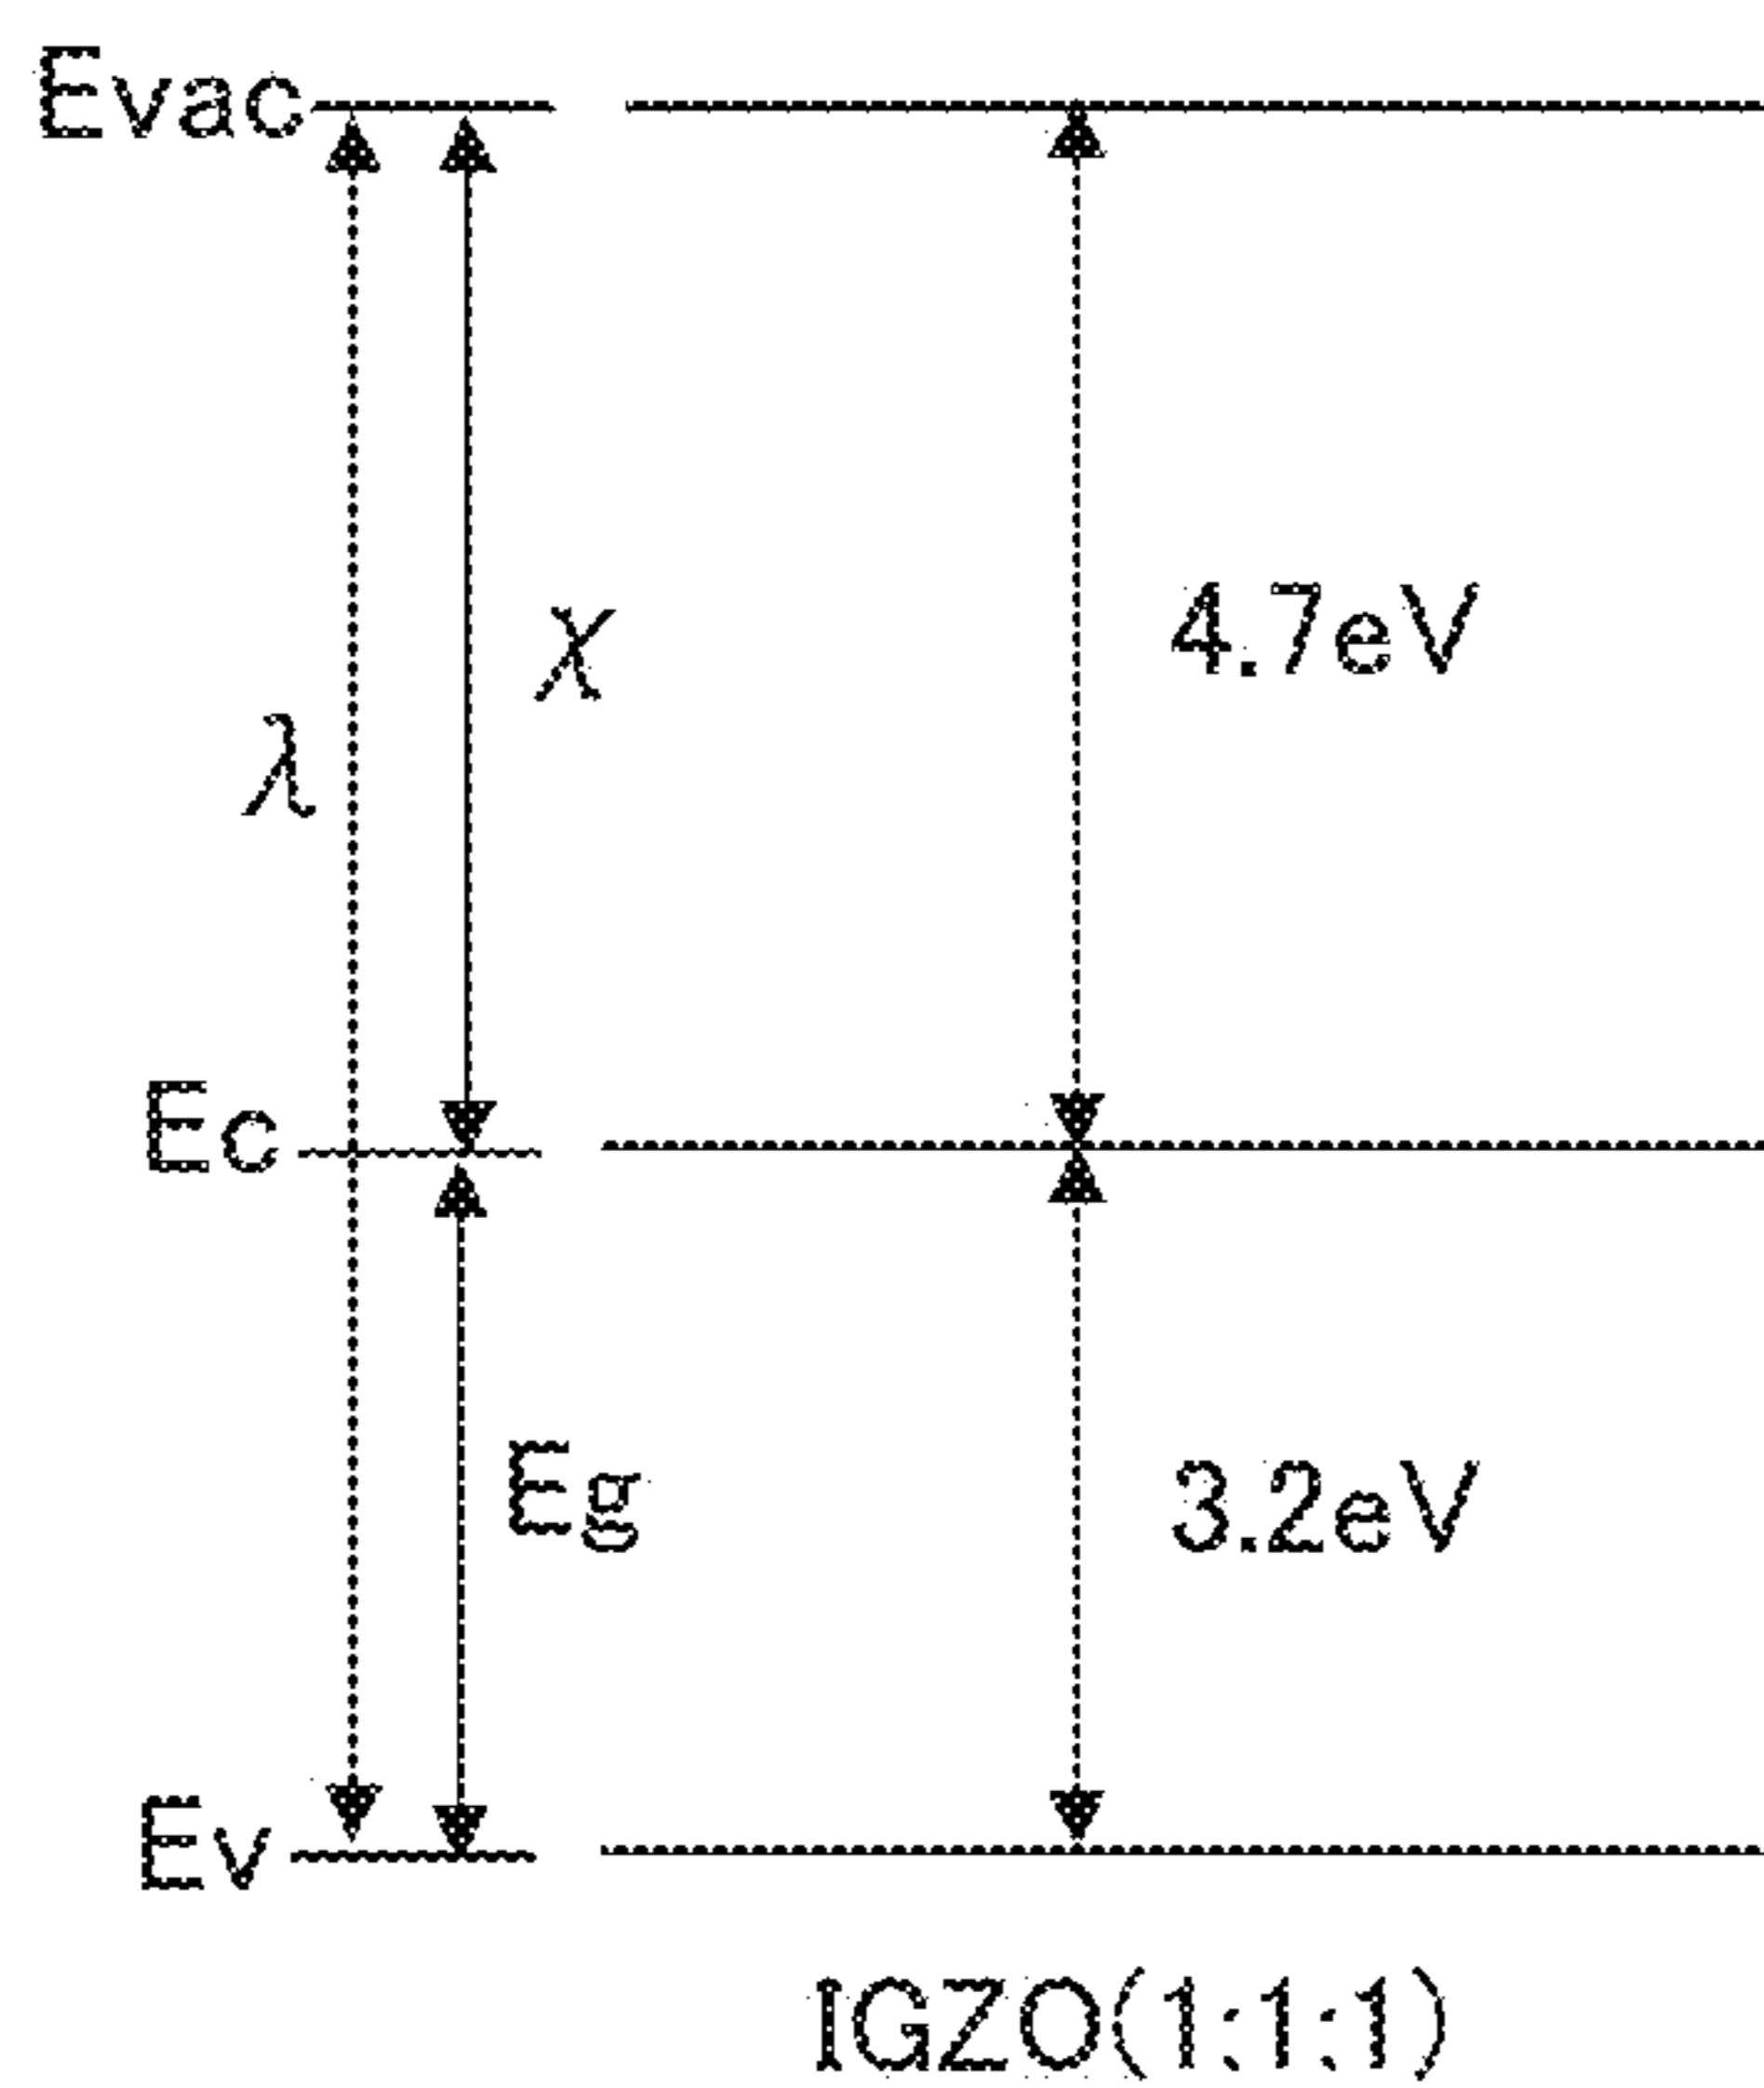 Evac
χ
4.7eV
λ
Ec
Eg
3.2eV
Ev
IGZO(1:1:1)